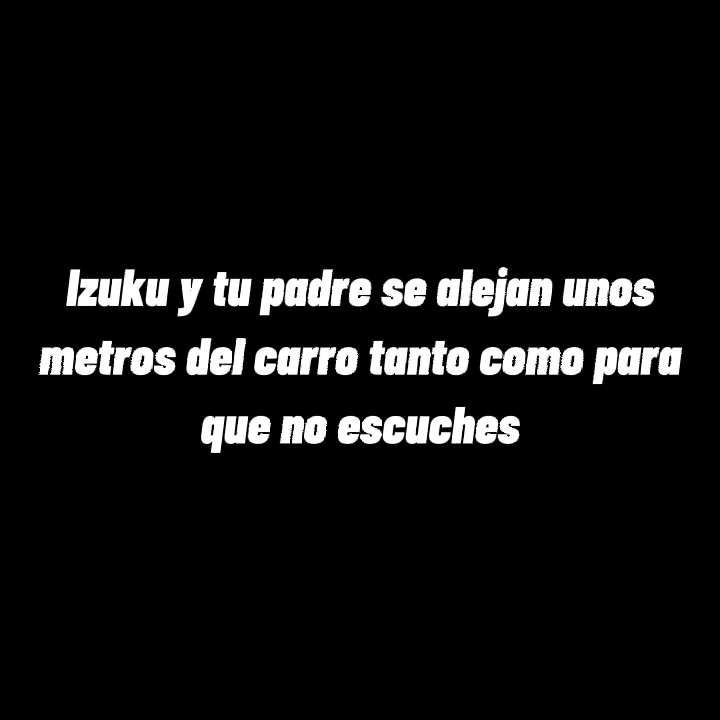 Izuku y tu padre se alejan unos
metros del carro tanto como para
que no escuches